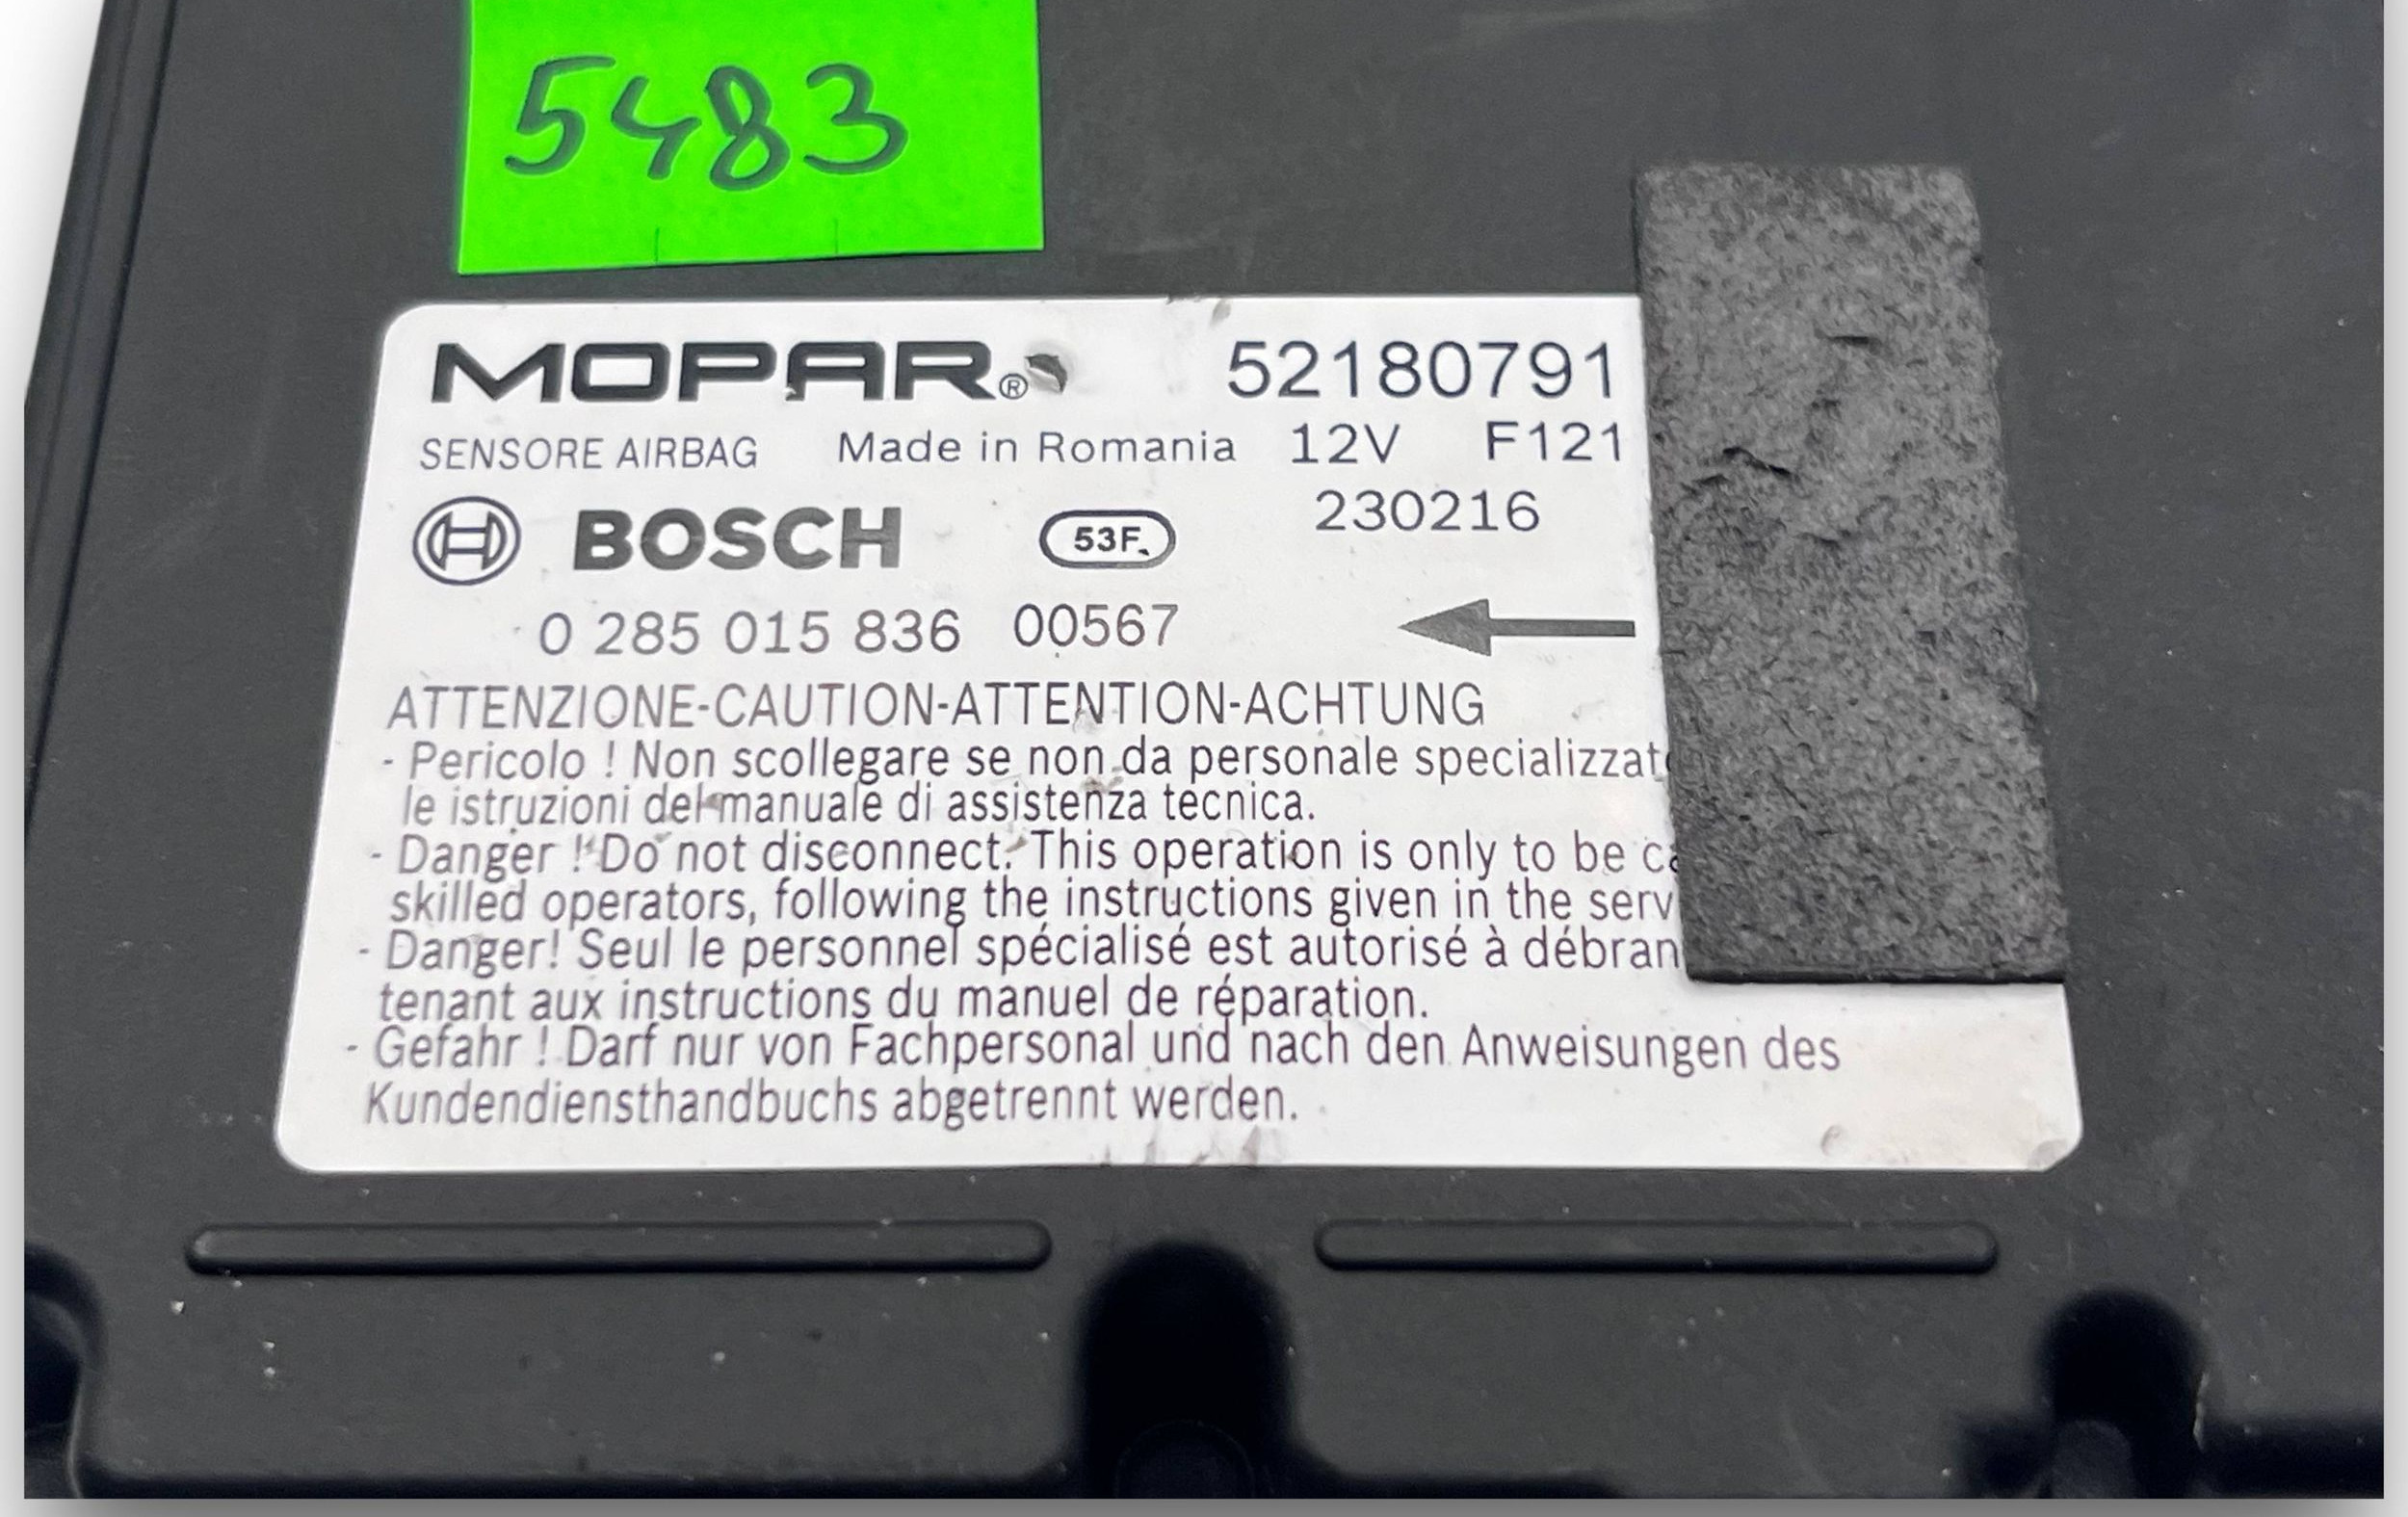 5483
MOPAR® 52180791
SENSORE AIRBAG Made in Romania 12V F121
BOSCH 53F 230216
0 285 015 836 00567
ATTENZIONE-CAUTION-ATTENTION-ACHTUNG
- Pericolo ! Non scollegare se non da personale specializzat
le istruzioni del manuale di assistenza tecnica.
- Danger ! Do not disconnect. This operation is only to be c
skilled operators, following the instructions given in the serv
- Danger! Seul le personnel spécialisé est autorisé à débran
tenant aux instructions du manuel de réparation.
- Gefahr ! Darf nur von Fachpersonal und nach den Anweisungen des
Kundendiensthandbuchs abgetrennt werden.